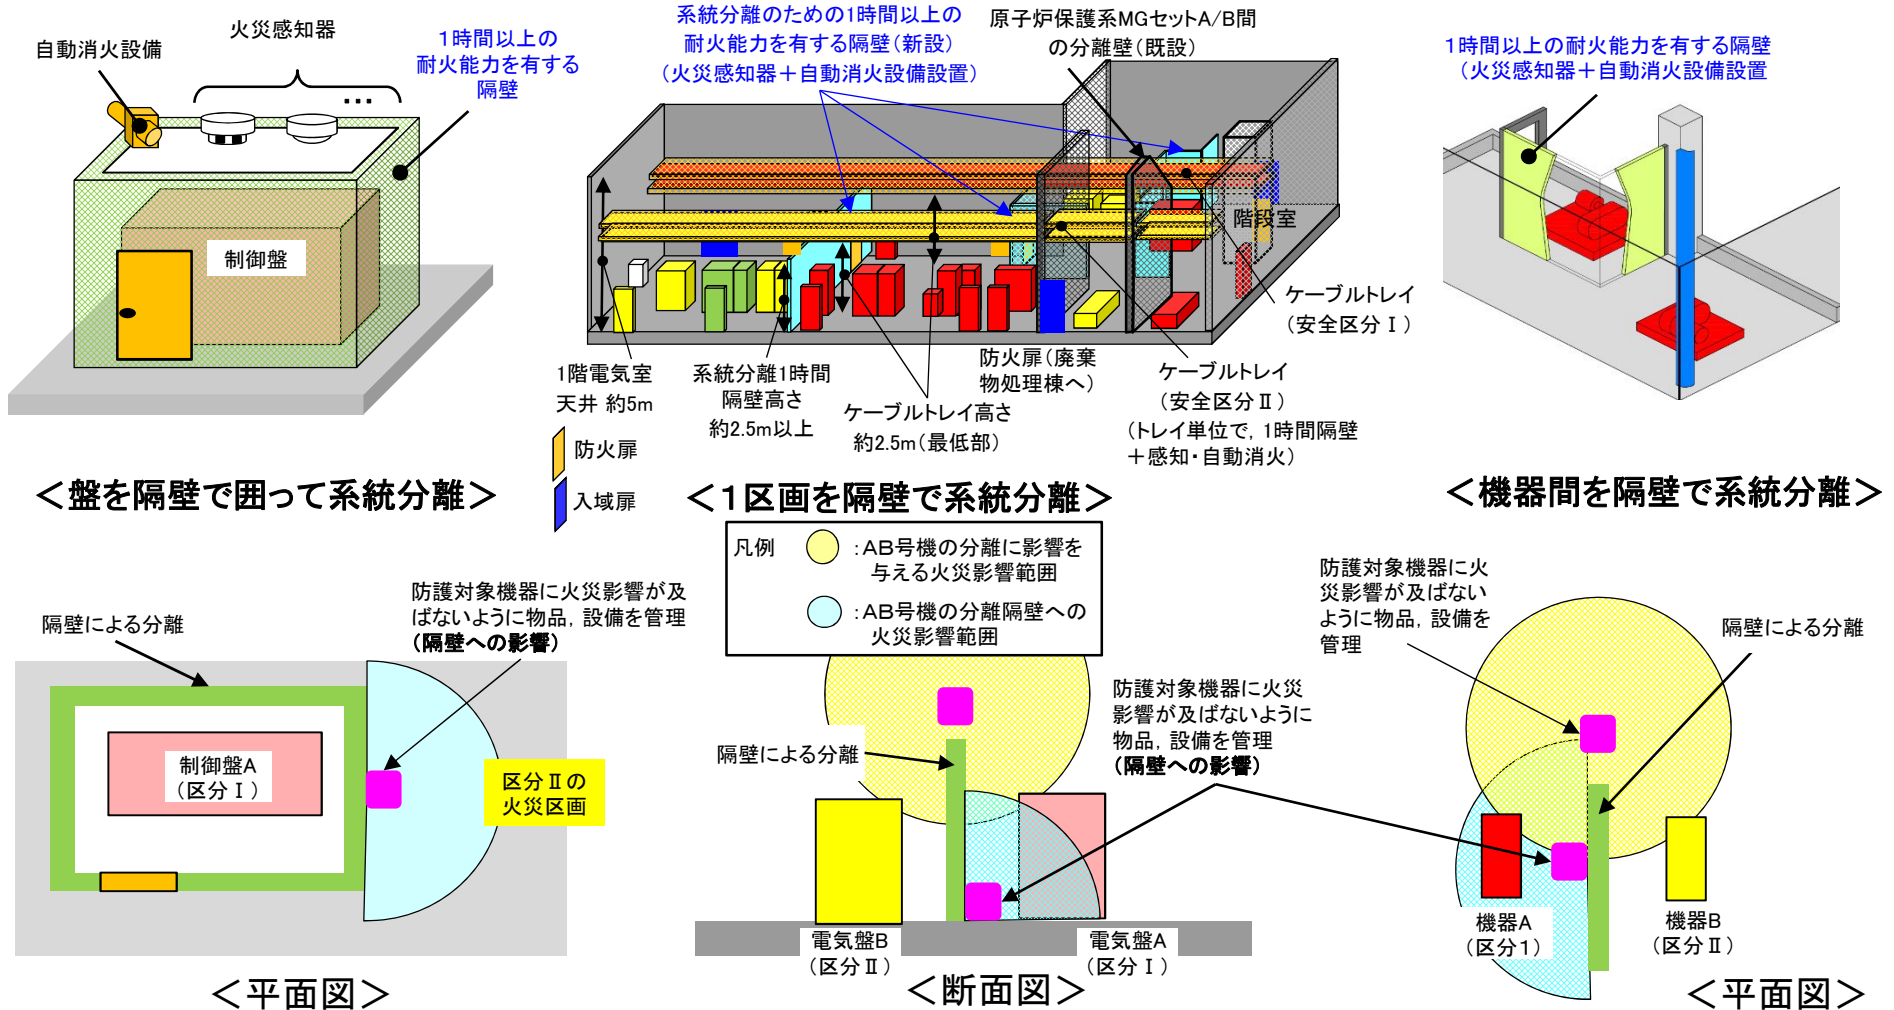 自動消火設備
火災感知器
…
1時間以上の
耐火能力を有する
隔壁
制御盤
＜盤を隔壁で囲って系統分離＞
系統分離のための1時間以上の
耐火能力を有する隔壁（新設）
（火災感知器＋自動消火設備設置）
原子炉保護系MGセットA/B間
の分離壁（既設）
階段室
ケーブルトレイ
（安全区分Ⅰ）
1階電気室
天井 約5m
系統分離1時間
隔壁高さ
約2.5m以上
ケーブルトレイ高さ
約2.5m（最低部）
防火扉（廃棄
物処理棟へ）
ケーブルトレイ
（安全区分Ⅱ）
（トレイ単位で，1時間隔壁
＋感知・自動消火）
防火扉
入域扉
＜1区画を隔壁で系統分離＞
1時間以上の耐火能力を有する隔壁
（火災感知器＋自動消火設備設置
＜機器間を隔壁で系統分離＞
凡例
：AB号機の分離に影響を
与える火災影響範囲
：AB号機の分離隔壁への
火災影響範囲
隔壁による分離
防護対象機器に火災影響が及
ばないように物品，設備を管理
（隔壁への影響）
制御盤A
（区分Ⅰ）
区分Ⅱの
火災区画
＜平面図＞
隔壁による分離
防護対象機器に火災
影響が及ばないように
物品，設備を管理
（隔壁への影響）
電気盤B
（区分Ⅱ）
電気盤A
（区分Ⅰ）
＜断面図＞
防護対象機器に火
災影響が及ばない
ように物品，設備を
管理
隔壁による分離
機器A
（区分1）
機器B
（区分Ⅱ）
＜平面図＞